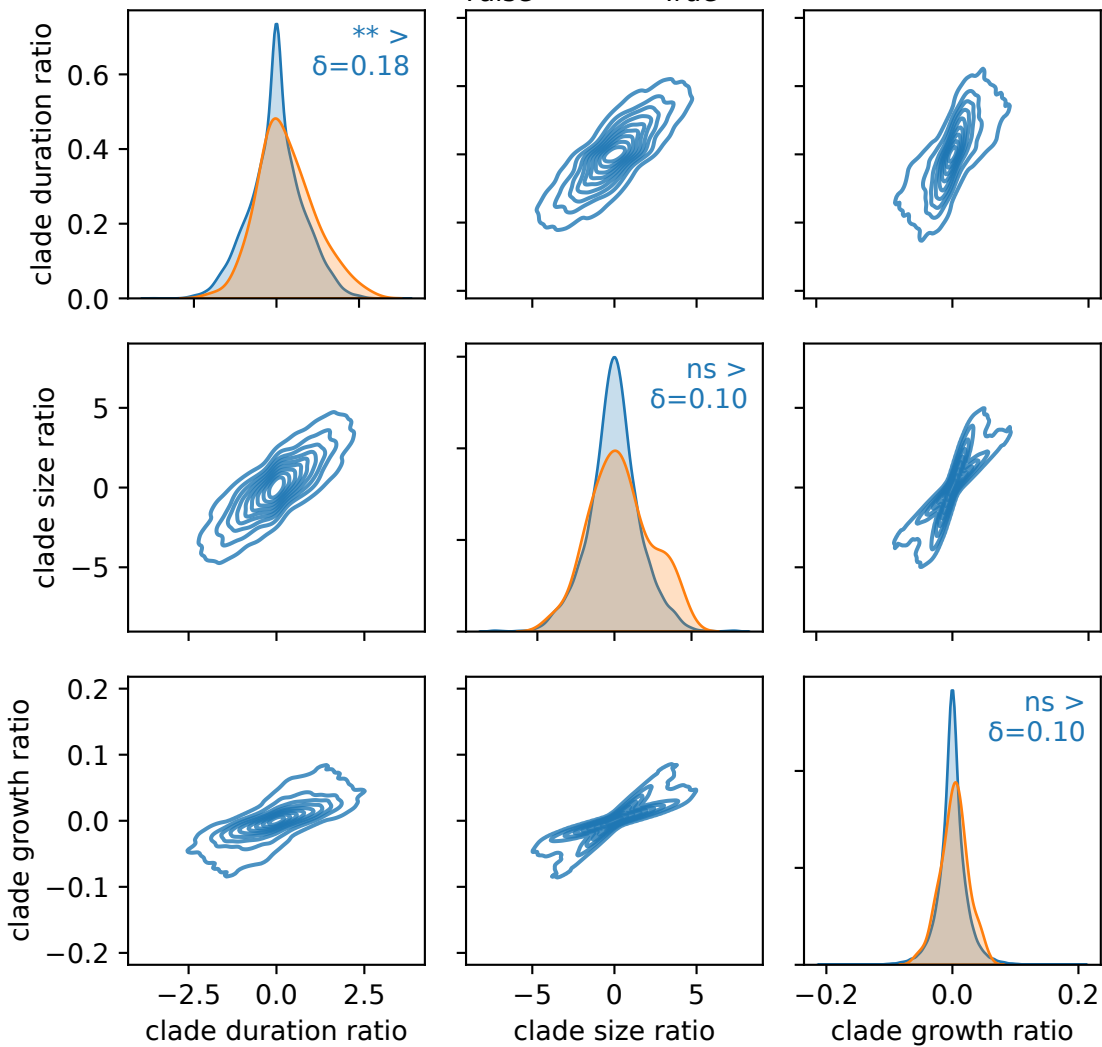 ** >
δ=0.18
clade duration ratio
0.6
0.4
0.2
0.0
ns >
δ=0.10
clade size ratio
5
0
−5
ns >
δ=0.10
clade growth ratio
0.2
0.1
0.0
−0.1
−0.2
−2.5 0.0 2.5
−5 0 5
−0.2 0.0 0.2
clade duration ratio
clade size ratio
clade growth ratio